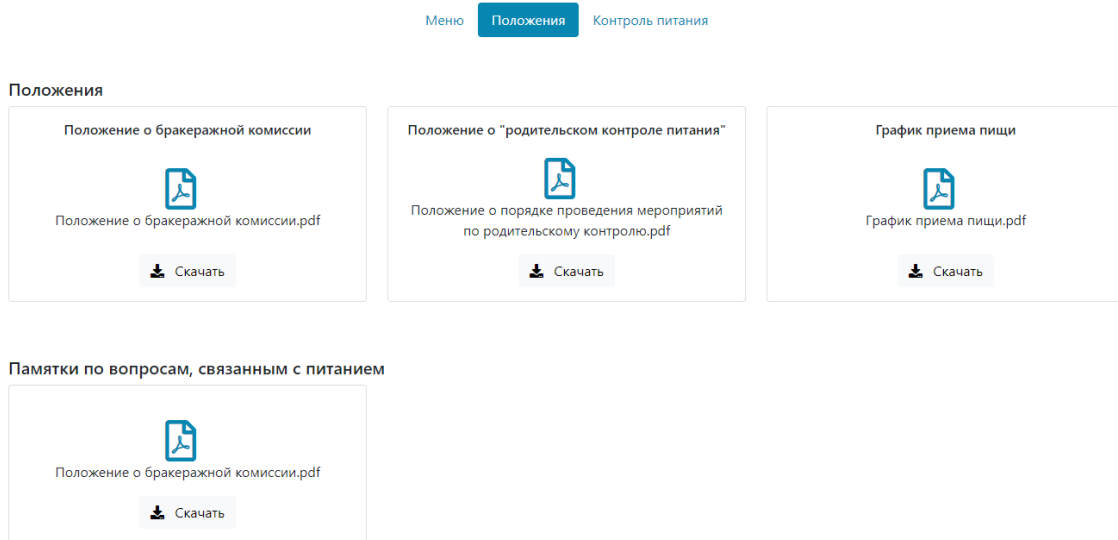 Меню Положения Контроль питания
Положения
Положение о бракеражной комиссии
Положение о бракеражной комиссии.pdf
Скачать
Положение о "родительском контроле питания"
Положение о порядке проведения мероприятий
по родительскому контролю.pdf
Скачать
График приема пищи
График приема пищи.pdf
Скачать
Памятки по вопросам, связанным с питанием
Положение о бракеражной комиссии.pdf
Скачать